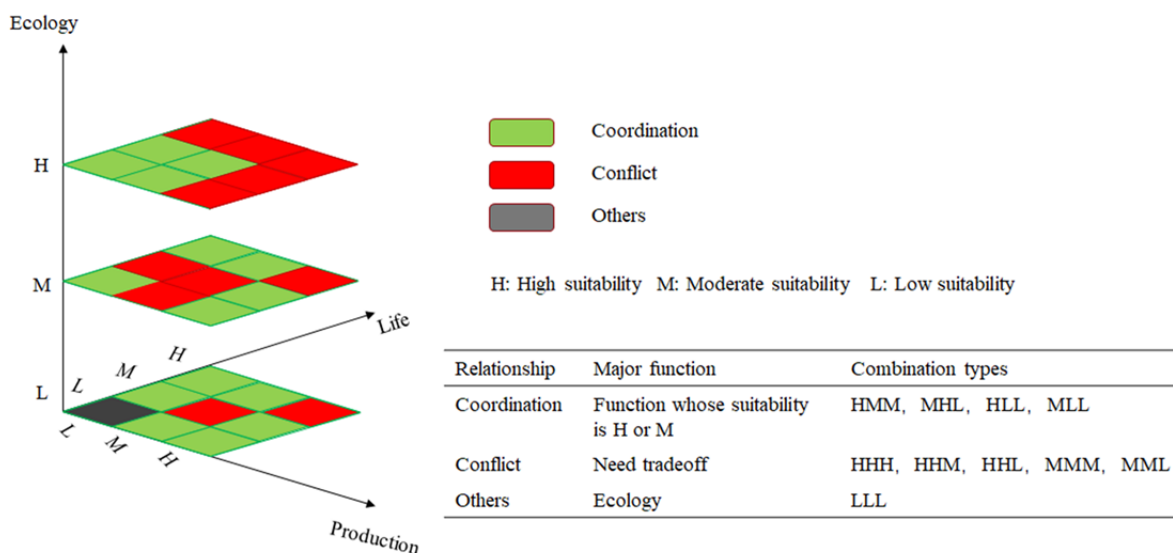 Ecology
H
M
L
L
M
H
Life
L
M
H
Production
Coordination
Conflict
Others
H: High suitability M: Moderate suitability L: Low suitability
Relationship Major function Combination types
Coordination Function whose suitability is H or M HMM, MHL, HLL, MLL
Conflict Need tradeoff HHH, HHM, HHL, MMM, MML
Others Ecology LLL